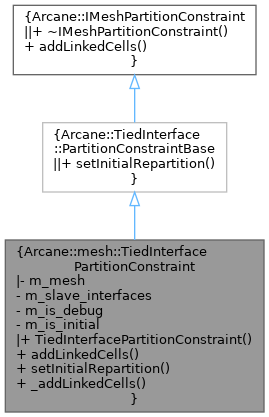 {Arcane::IMeshPartitionConstraint
||+ ~IMeshPartitionConstraint()
+ addLinkedCells()
}
{Arcane::TiedInterface
::PartitionConstraintBase
||+ setInitialRepartition()
}
{Arcane::mesh::TiedInterface
PartitionConstraint
|- m_mesh
- m_slave_interfaces
- m_is_debug
- m_is_initial
|+ TiedInterfacePartitionConstraint()
+ addLinkedCells()
+ setInitialRepartition()
+ _addLinkedCells()
}